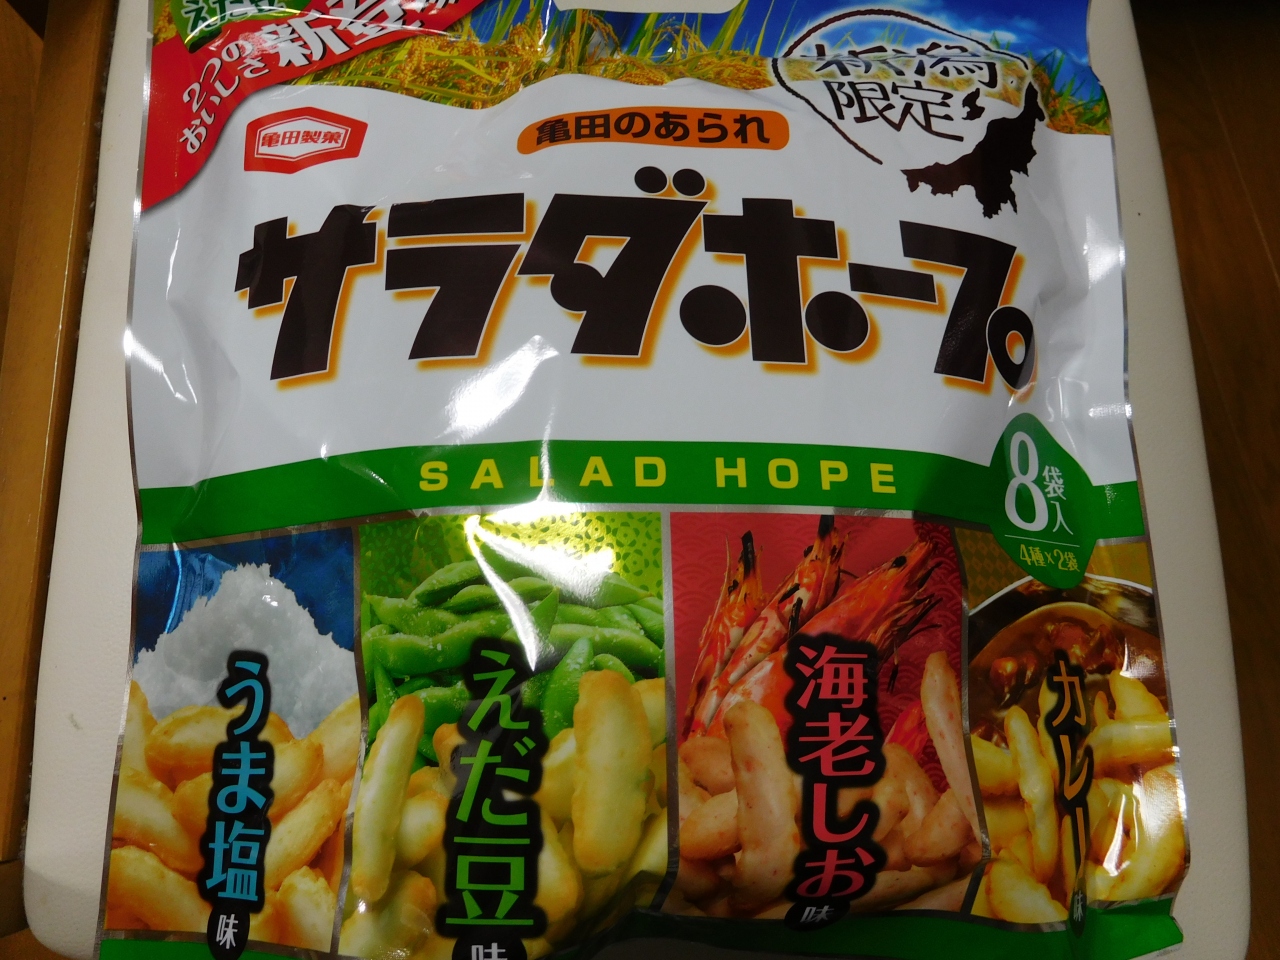 2つの
おいしさ
新登場
新潟
限定
亀田製菓
亀田のあられ
サラダホープ
SALAD HOPE
8袋入
4種×2袋
うま塩
味
えだ豆
味
海老しお
味
カレー
味